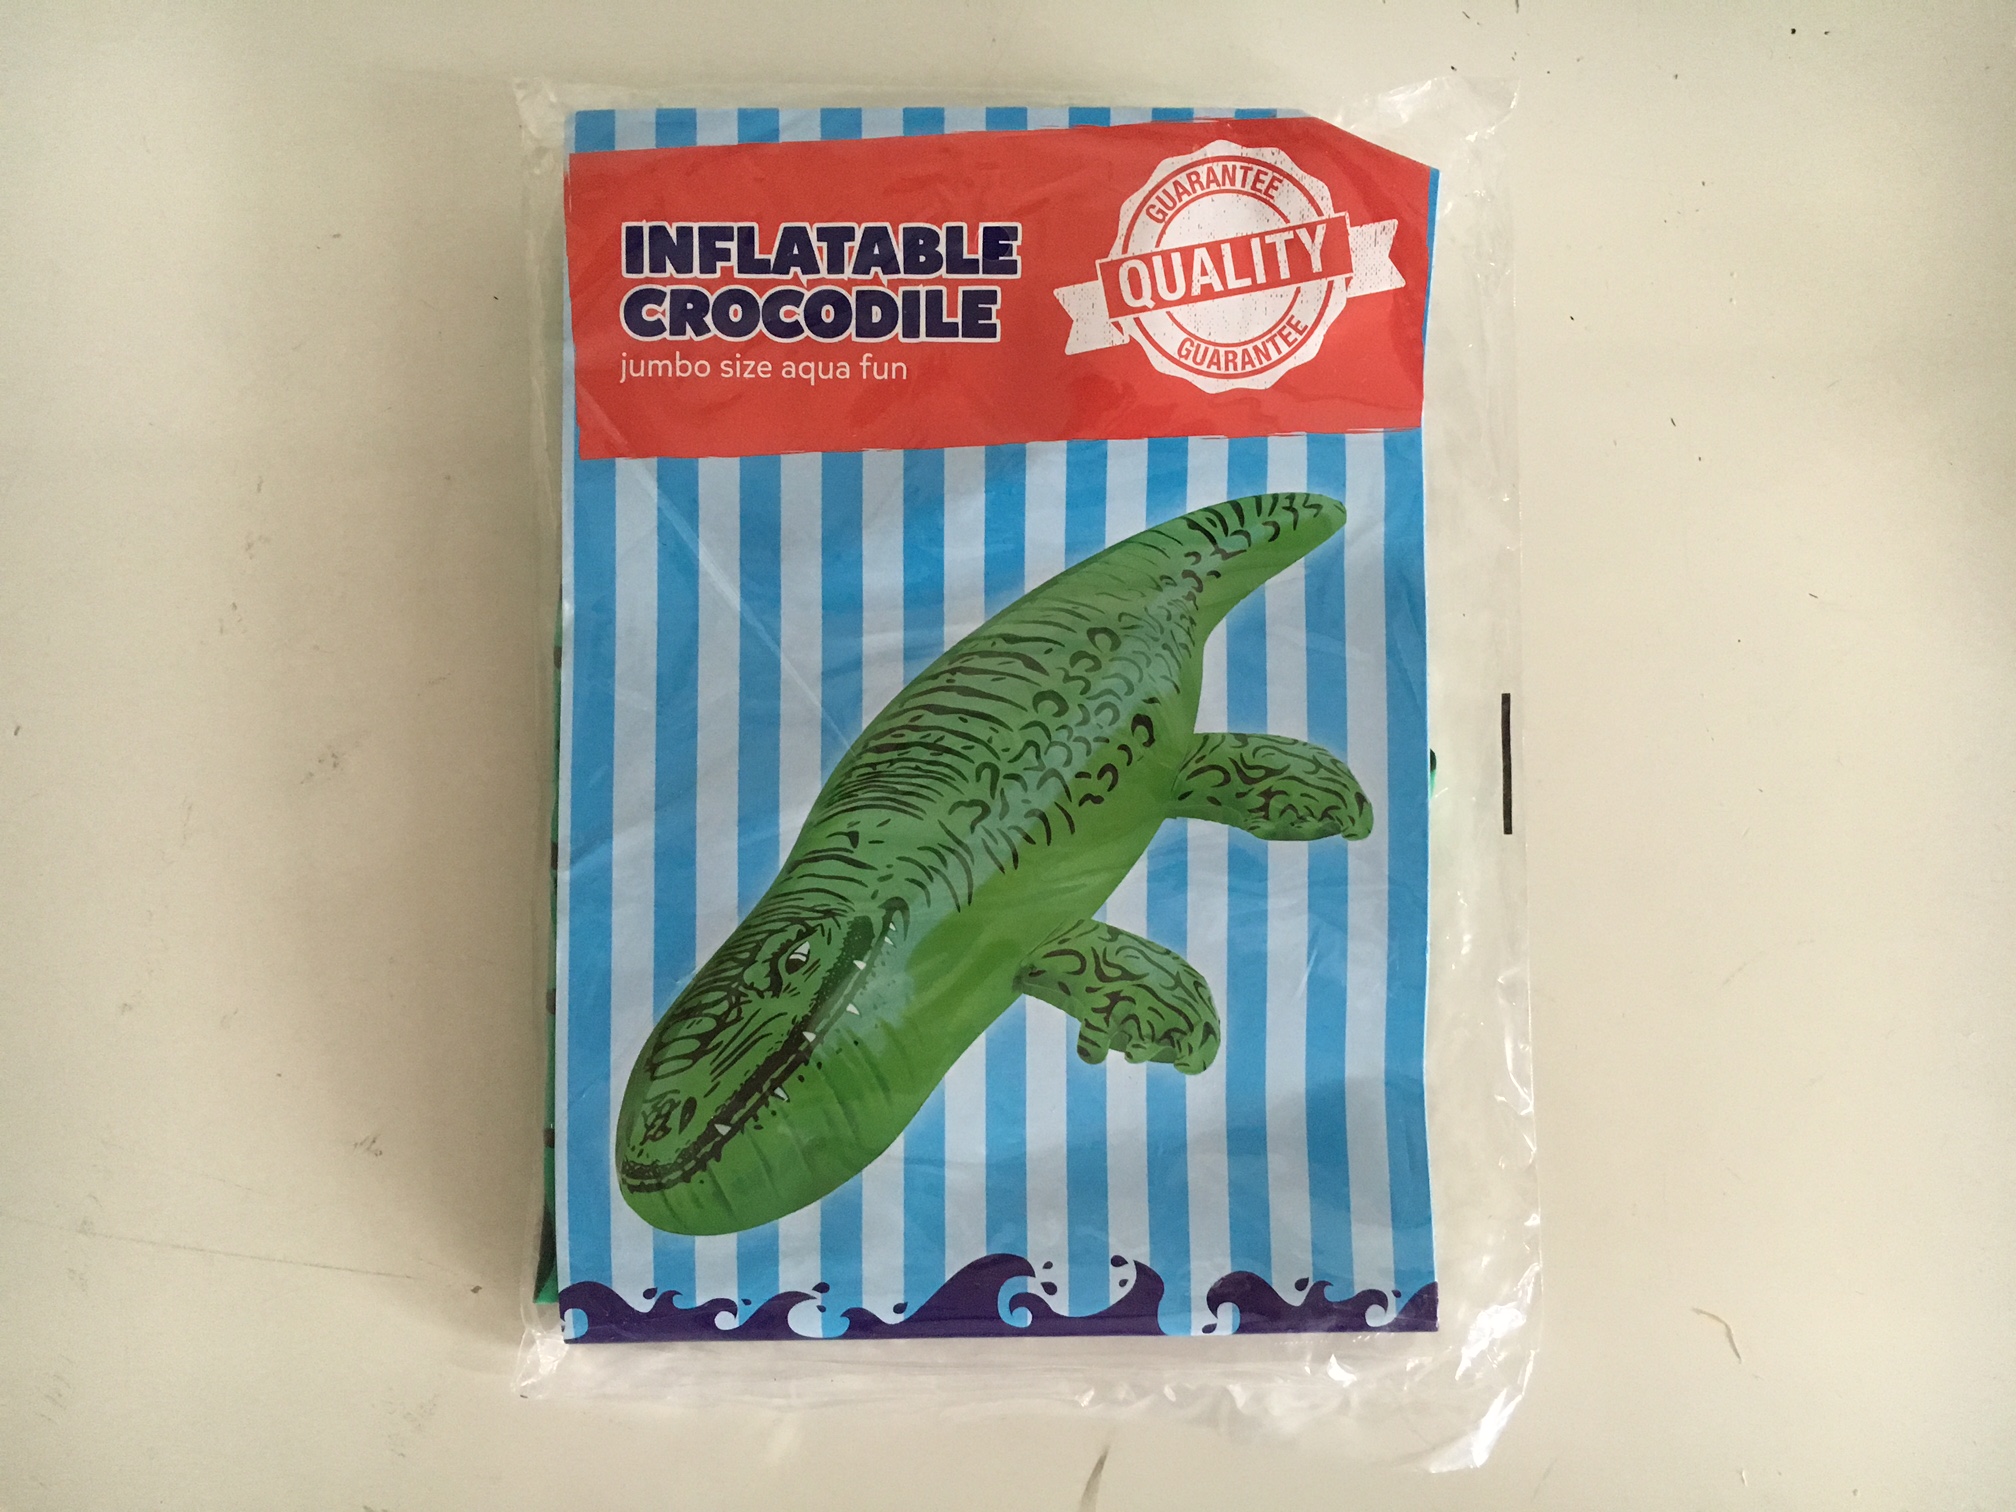 INFLATABLE
CROCODILE
jumbo size aqua fun
GUARANTEE
QUALITY
GUARANTEE